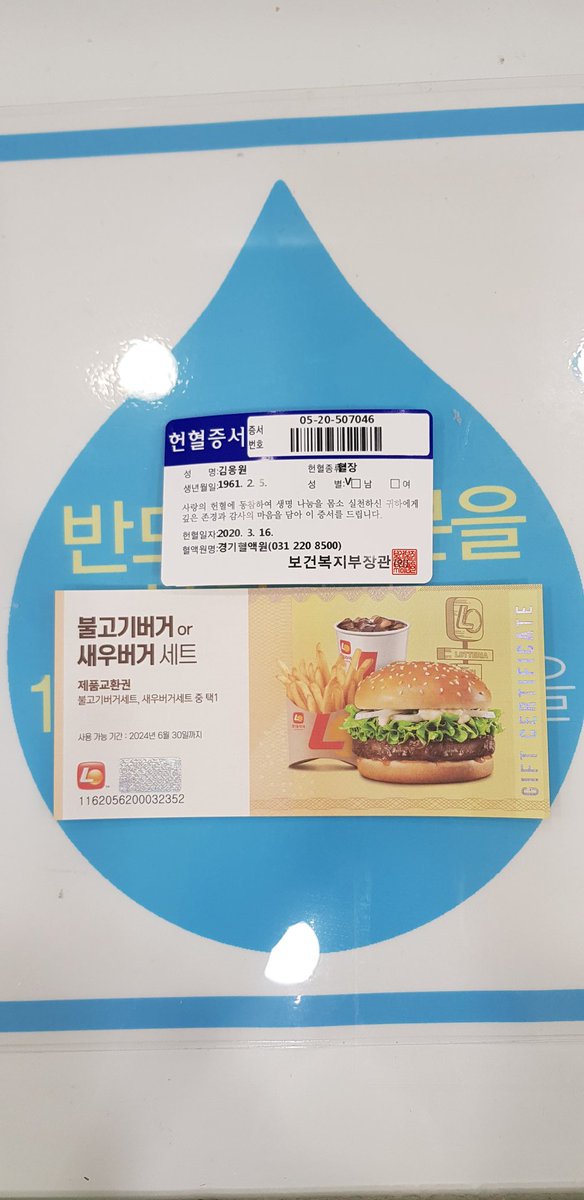 헌혈증서
증서
번호
05-20-507046
성 명:김웅원
헌혈종류:혈장
생년월일:1961. 2. 5.
성 별:V□남 □여
사랑의 헌혈에 동참하여 생명 나눔을 몸소 실천하신 귀하에게
깊은 존경과 감사의 마음을 담아 이 증서를 드립니다.
헌혈일자:2020. 3. 16.
혈액원명:경기혈액원(031 220 8500)
보건복지부장관
을
을
불고기버거 or
새우버거 세트
제품교환권
불고기버거세트, 새우버거세트 중 택1
사용 가능 기간 : 2024년 6월 30일까지
1162056200032352
LOTTERIA
GIFT CERTIFICATE